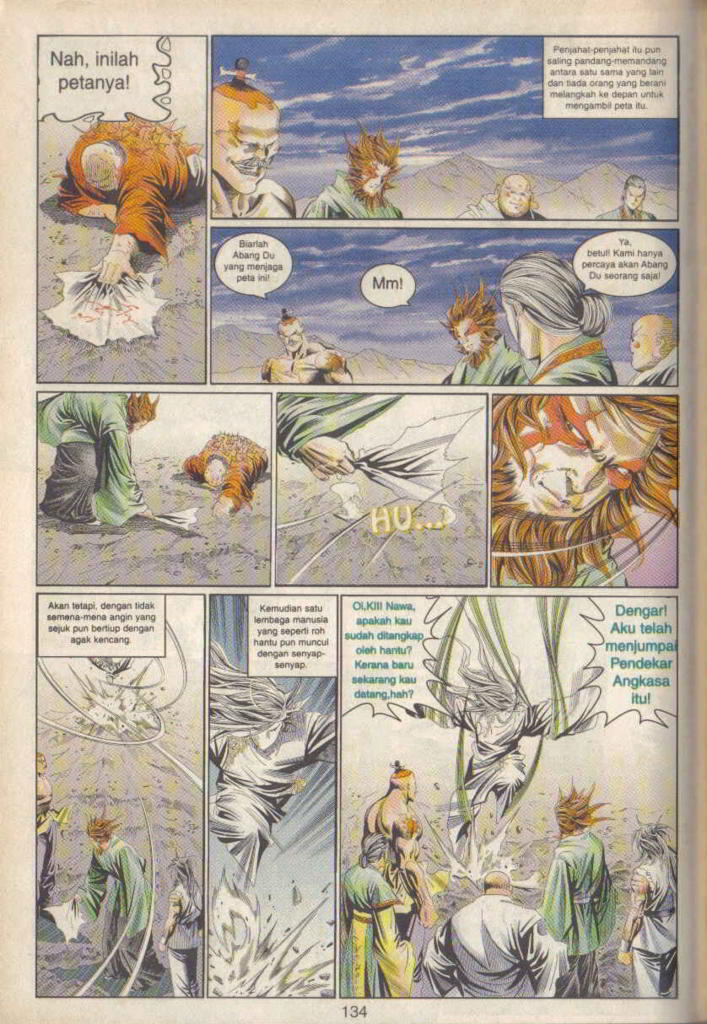 Nah, inilah
petanya!
Penjahat-penjahat itu pun
saling pandang-memandang
antara satu sama yang lain
dan tiada orang yang berani
melangkah ke depan untuk
mengambil peta itu.
Biarlah
Abang Du
yang menjaga
peta ini!
Mm!
Ya,
betul! Kami hanya
percaya akan Abang
Du seorang saja!
HU...
Akan tetapi, dengan tidak
semena-mena angin yang
sejuk pun bertiup dengan
agak kencang.
Kemudian satu
lembaga manusia
yang seperti roh
hantu pun muncul
dengan senyap-
senyap.
Oi,KIII Nawa,
apakah kau
sudah ditangkap
oleh hantu?
Kerana baru
sekarang kau
datang,hah?
Dengar!
Aku telah
menjumpai
Pendekar
Angkasa
itu!
134